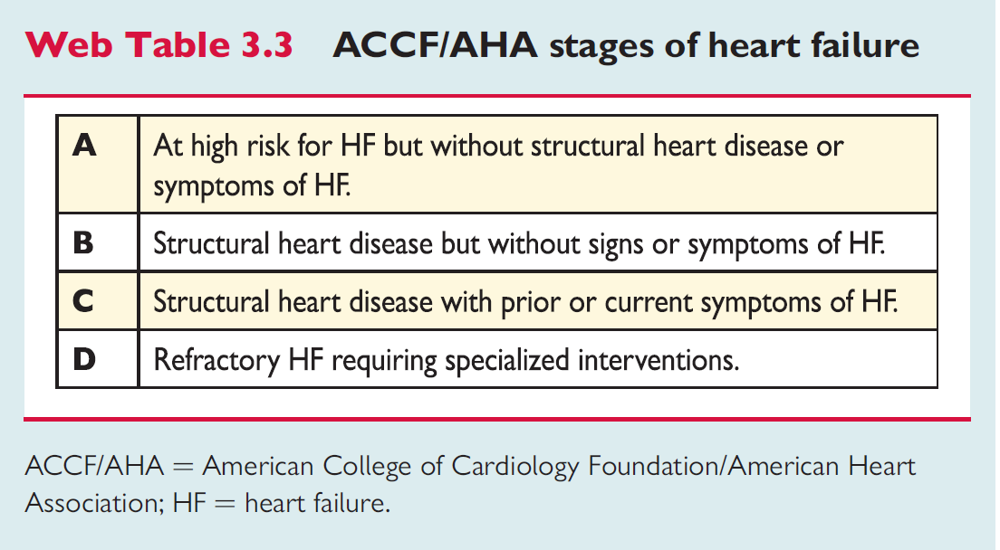 Web Table 3.3 ACCF/AHA stages of heart failure
A At high risk for HF but without structural heart disease or
symptoms of HF.
B Structural heart disease but without signs or symptoms of HF.
C Structural heart disease with prior or current symptoms of HF.
D Refractory HF requiring specialized interventions.
ACCF/AHA = American College of Cardiology Foundation/American Heart
Association; HF = heart failure.